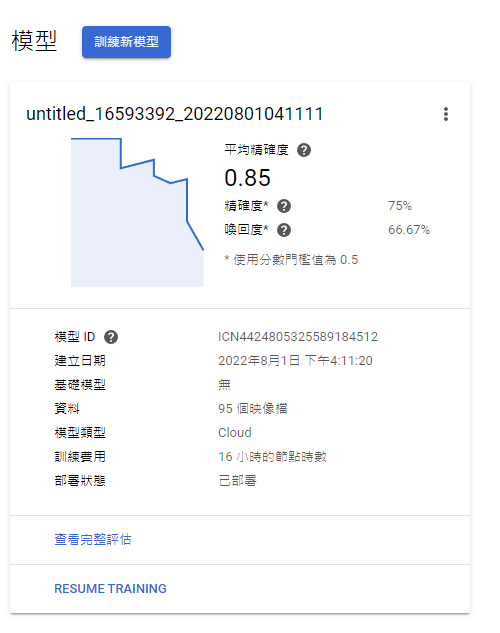 模型 訓練新模型
untitled_16593392_20220801041111
平均精確度
0.85
精確度* 75%
喚回度* 66.67%
* 使用分數門檻值為 0.5
模型 ID ICN4424805325589184512
建立日期 2022年8月1日 下午4:11:20
基礎模型 無
資料 95 個映像檔
模型類型 Cloud
訓練費用 16 小時的節點時數
部署狀態 已部署
查看完整評估
RESUME TRAINING